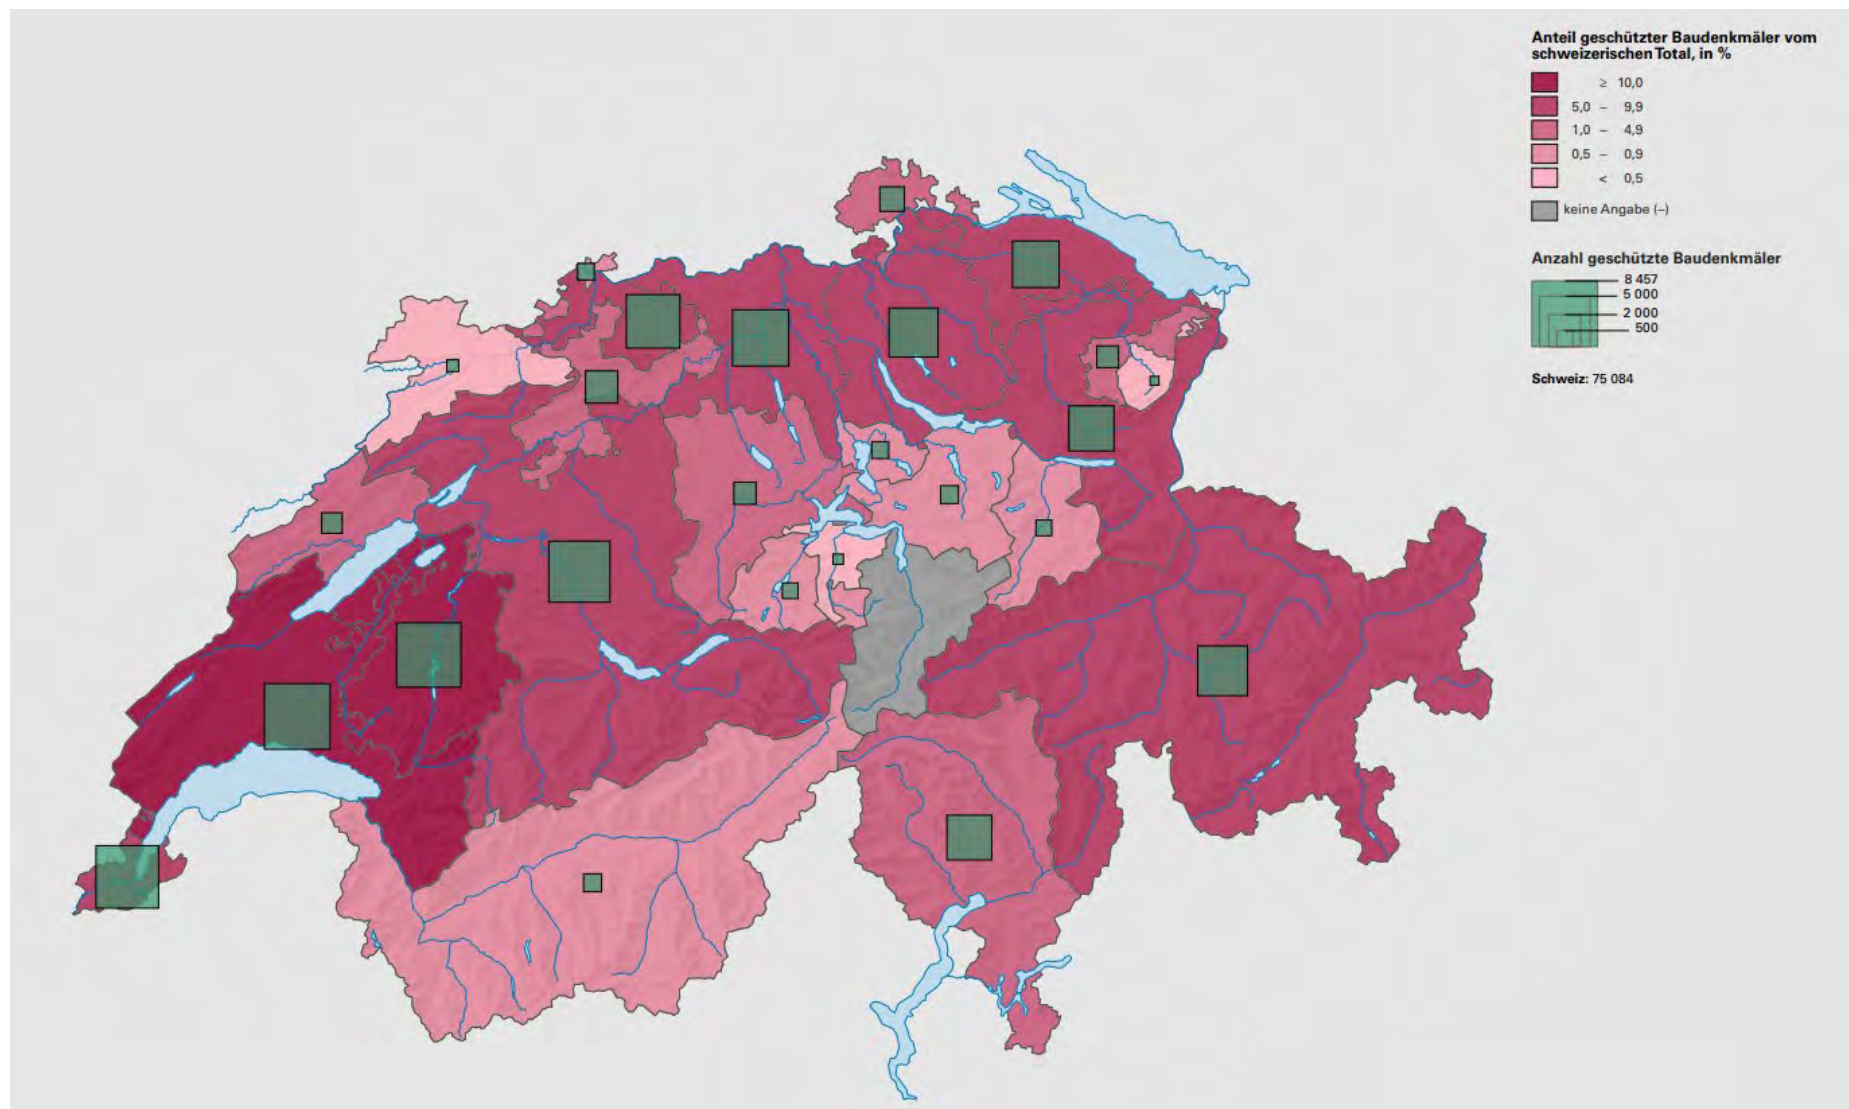 Anteil geschützter Baudenkmäler vom
schweizerischen Total, in %
≥ 10,0
5,0 – 9,9
1,0 – 4,9
0,5 – 0,9
< 0,5
keine Angabe (–)
Anzahl geschützte Baudenkmäler
8 457
5 000
2 000
500
Schweiz: 75 084